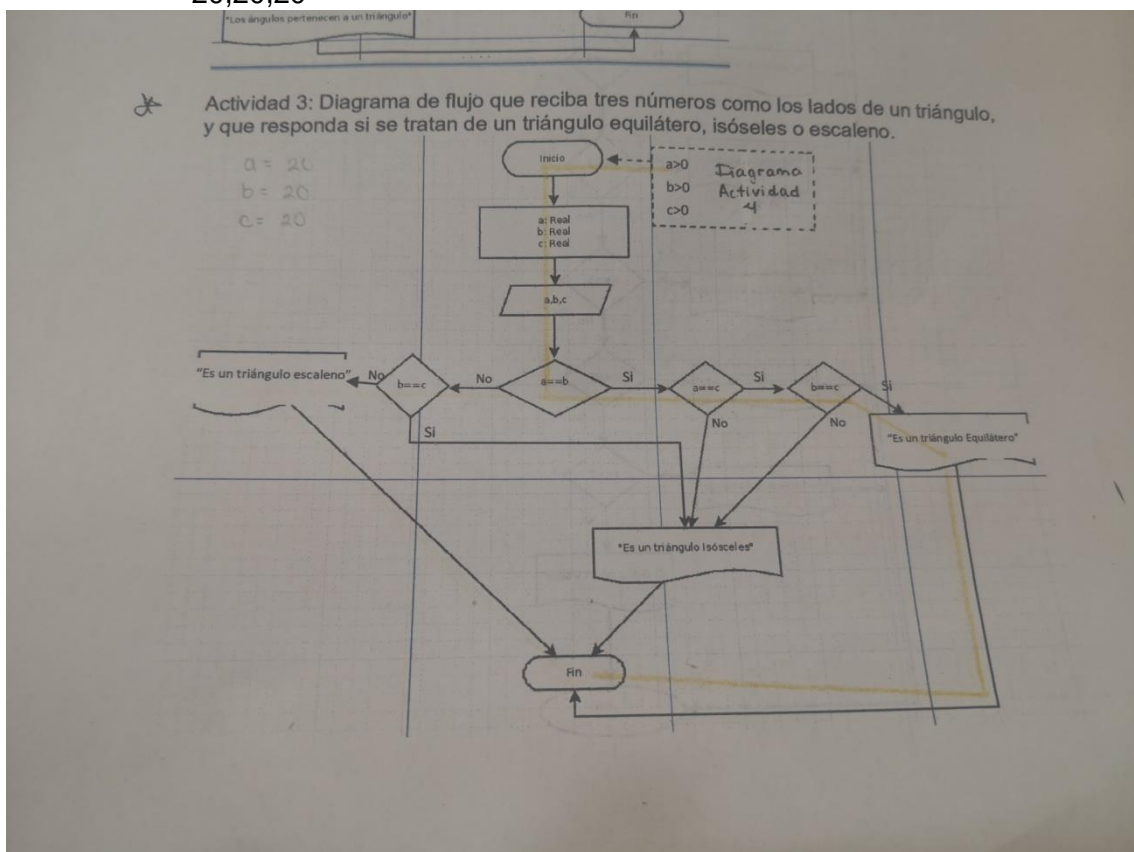 20,20,20
"Los ángulos pertenecen a un triángulo"
Fin
Actividad 3: Diagrama de flujo que reciba tres números como los lados de un triángulo,
y que responda si se tratan de un triángulo equilátero, isóseles o escaleno.
a = 20
b = 20
c = 20
Inicio
a>0
b>0
c>0
Diagrama
Actividad
4
a: Real
b: Real
c: Real
a,b,c
"Es un triángulo escaleno"
No
b==c
No
a==b
Si
a==c
Si
b==c
Si
Si
No
No
"Es un triángulo Equilátero"
"Es un triángulo Isósceles"
Fin